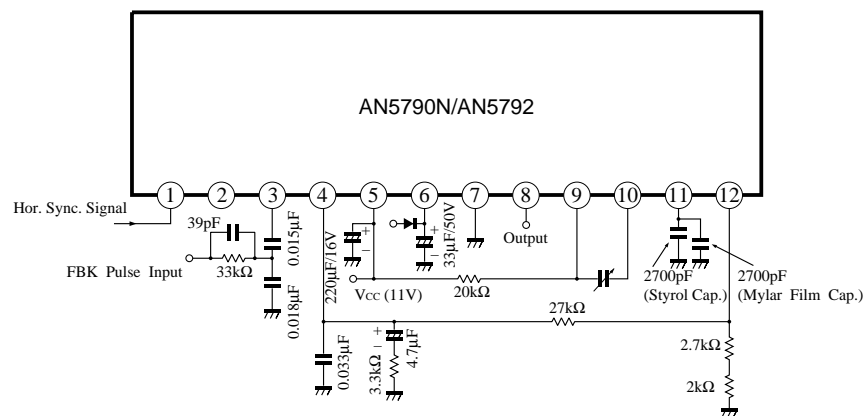 AN5790N/AN5792
1 2 3 4 5 6 7 8 9 10 11 12
Hor. Sync. Signal
39pF
33kΩ
FBK Pulse Input
0.015µF
0.018µF
220µF/16V
+
−
VCC (11V)
33µF/50V
+
−
Output
20kΩ
27kΩ
0.033µF
3.3kΩ
−
+
4.7µF
2700pF
(Styrol Cap.)
2700pF
(Mylar Film Cap.)
2.7kΩ
2kΩ